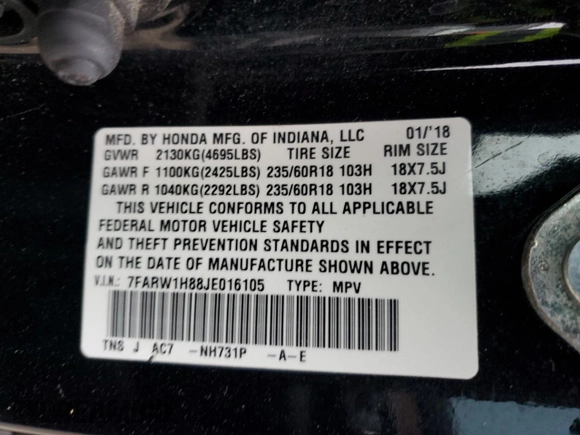 MFD. BY HONDA MFG. OF INDIANA, LLC 01/'18
GVWR 2130KG(4695LBS) TIRE SIZE RIM SIZE
GAWR F 1100KG(2425LBS) 235/60R18 103H 18X7.5J
GAWR R 1040KG(2292LBS) 235/60R18 103H 18X7.5J
THIS VEHICLE CONFORMS TO ALL APPLICABLE
FEDERAL MOTOR VEHICLE SAFETY
AND THEFT PREVENTION STANDARDS IN EFFECT
ON THE DATE OF MANUFACTURE SHOWN ABOVE.
V.I.N.: 7FARW1H88JE016105 TYPE: MPV
TNS J AC7 -NH731P -A-E